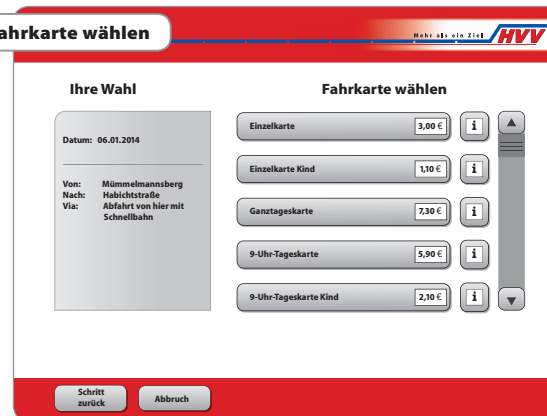 ahrkarte wählen
Mehr als ein Ziel HVV
Ihre Wahl
Fahrkarte wählen
Datum: 06.01.2014
Von: Mümmelmannsberg
Nach: Habichtstraße
Via: Abfahrt von hier mit
Schnellbahn
Einzelkarte 3,00 € i
Einzelkarte Kind 1,10 € i
Ganztageskarte 7,30 € i
9-Uhr-Tageskarte 5,90 € i
9-Uhr-Tageskarte Kind 2,10 € i
Schritt
zurück
Abbruch